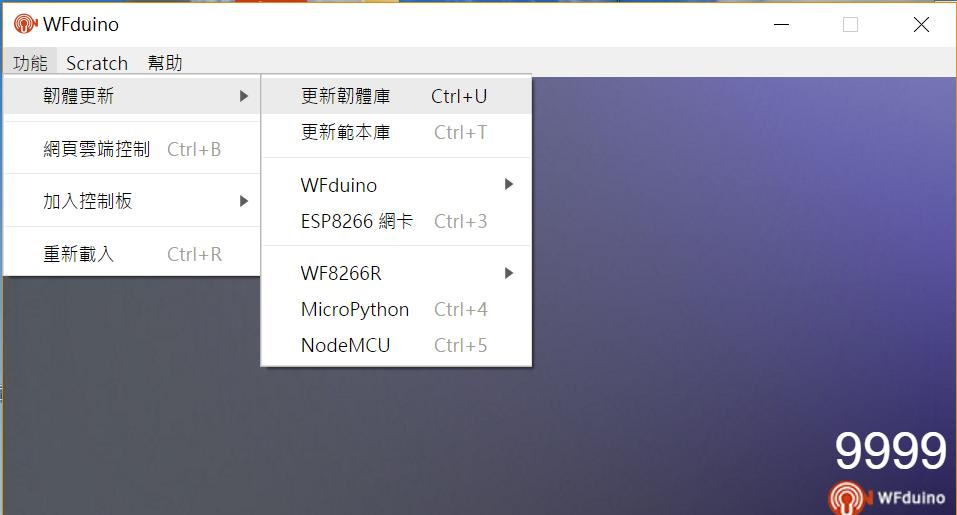 WFduino
功能 Scratch 幫助
韌體更新
網頁雲端控制 Ctrl+B
加入控制板
重新載入 Ctrl+R
更新韌體庫 Ctrl+U
更新範本庫 Ctrl+T
WFduino
ESP8266 網卡 Ctrl+3
WF8266R
MicroPython Ctrl+4
NodeMCU Ctrl+5
9999
WFduino